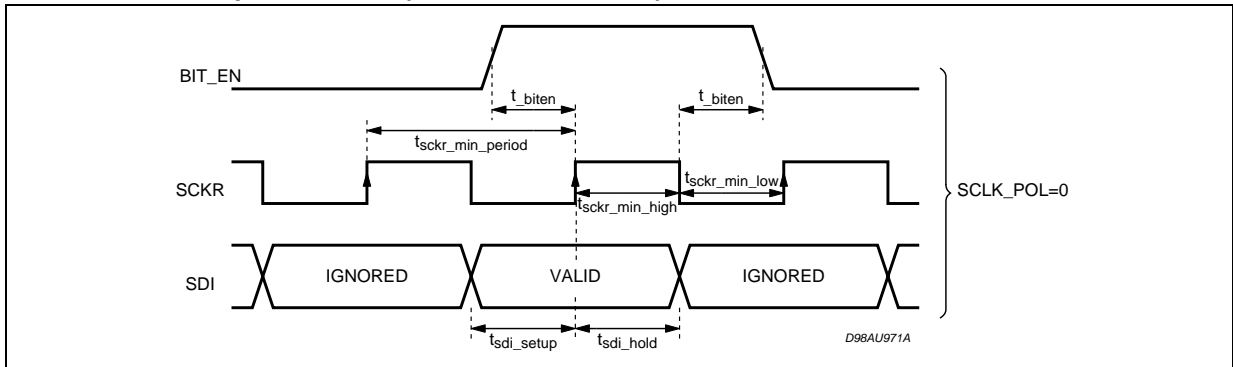 BIT_EN
t_biten
t_biten
tsckr_min_period
SCKR
tsckr_min_low
tsckr_min_high
SCLK_POL=0
SDI
IGNORED
VALID
IGNORED
tsdi_setup
tsdi_hold
D98AU971A